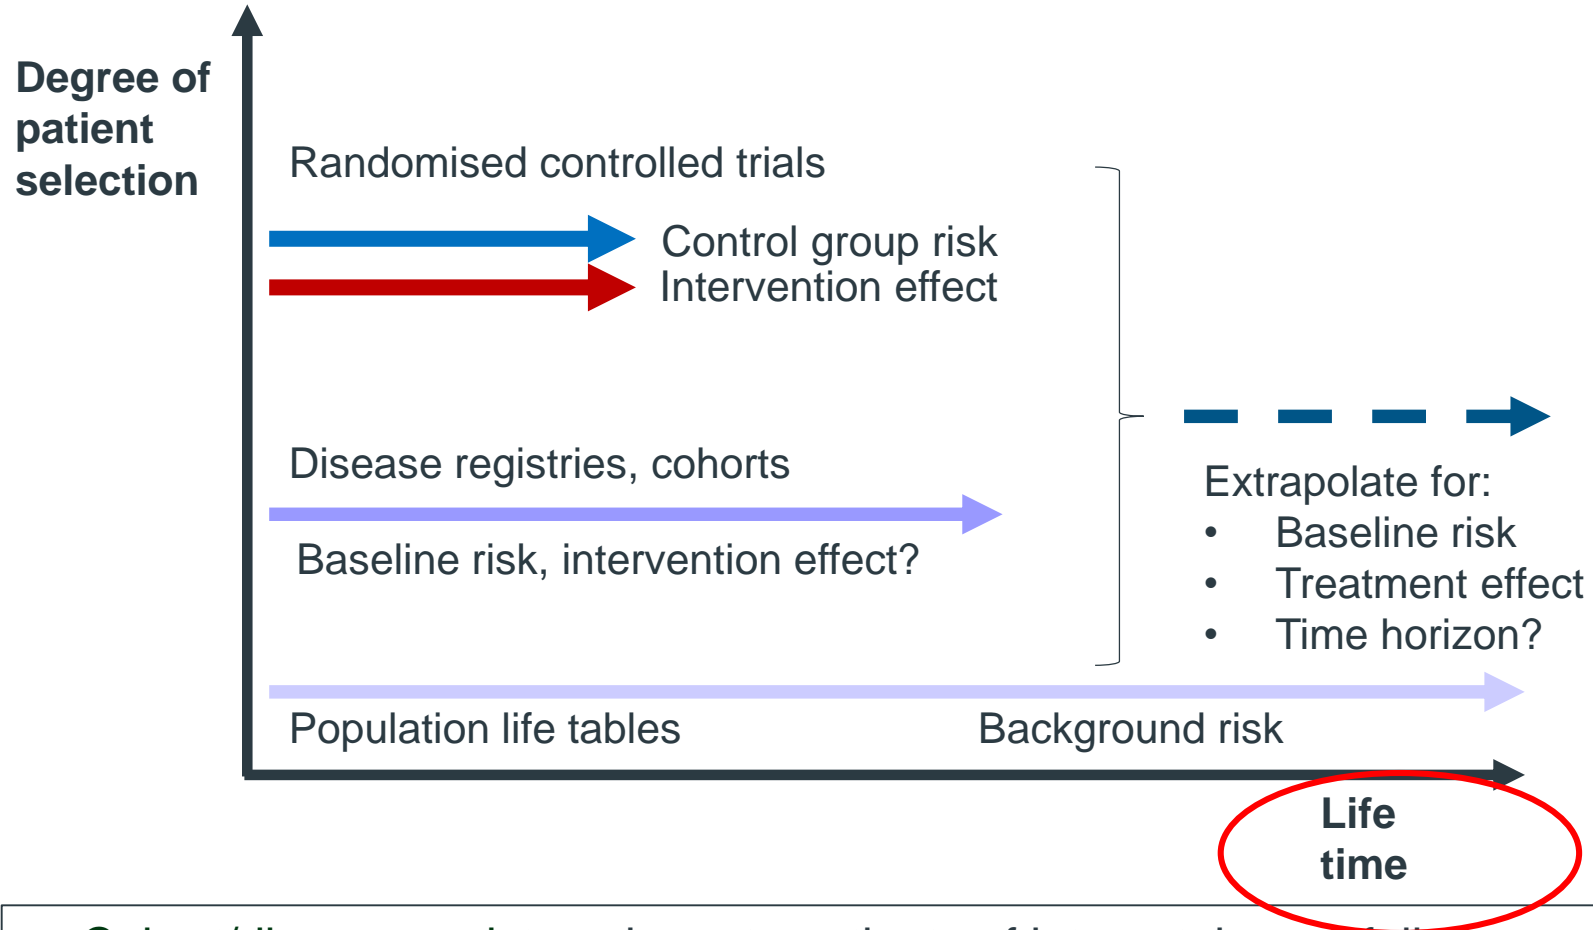 Degree of
patient
selection
Randomised controlled trials
Control group risk
Intervention effect
Disease registries, cohorts
Baseline risk, intervention effect?
Extrapolate for:
• Baseline risk
• Treatment effect
• Time horizon?
Population life tables
Background risk
Life
time